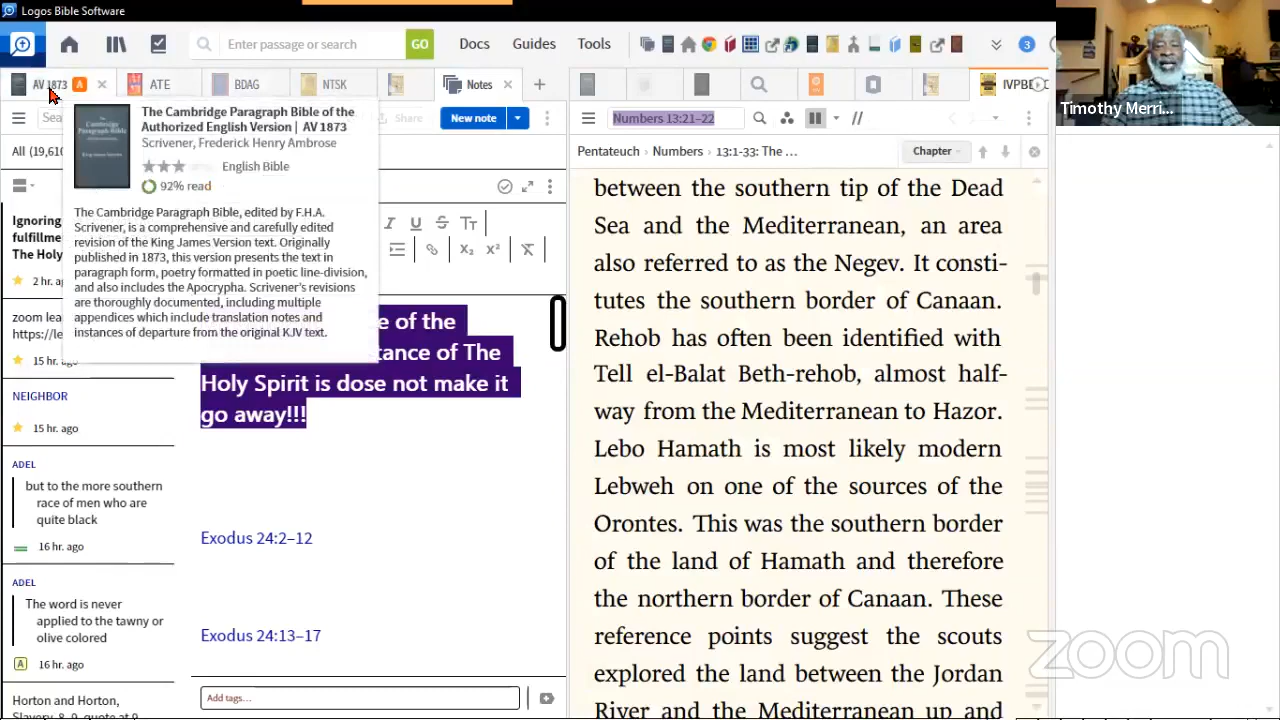 Logos Bible Software
Enter passage or search
GO
Docs
Guides
Tools
3
AV 1873
A
ATE
BDAG
NTSK
Notes
IVPB
Sea
Share
New note
Numbers 13:21–22
All (19,610
Pentateuch
Numbers
13:1-33: The ...
Chapter
The Cambridge Paragraph Bible of the
Authorized English Version | AV 1873
Scrivener, Frederick Henry Ambrose
English Bible
92% read
The Cambridge Paragraph Bible, edited by F.H.A.
Scrivener, is a comprehensive and carefully edited
revision of the King James Version text. Originally
published in 1873, this version presents the text in
paragraph form, poetry formatted in poetic line-division,
and also includes the Apocrypha. Scrivener's revisions
are thoroughly documented, including multiple
appendices which include translation notes and
instances of departure from the original KJV text.
Ignoring
fulfillme
The Holy
2 hr. ag
zoom lea
https://le
15 hr. ago
NEIGHBOR
15 hr. ago
ADEL
but to the more southern
race of men who are
quite black
16 hr. ago
ADEL
The word is never
applied to the tawny or
olive colored
A
16 hr. ago
Horton and Horton,
Slavery, 8–9, quote at 9
e of the
tance of The
Holy Spirit is dose not make it
go away!!!
Exodus 24:2–12
Exodus 24:13–17
Add tags…
between the southern tip of the Dead
Sea and the Mediterranean, an area
also referred to as the Negev. It consti-
tutes the southern border of Canaan.
Rehob has often been identified with
Tell el-Balat Beth-rehob, almost half-
way from the Mediterranean to Hazor.
Lebo Hamath is most likely modern
Lebweh on one of the sources of the
Orontes. This was the southern border
of the land of Hamath and therefore
the northern border of Canaan. These
reference points suggest the scouts
explored the land between the Jordan
River and the Mediterranean up and
Timothy Merri...
zoom